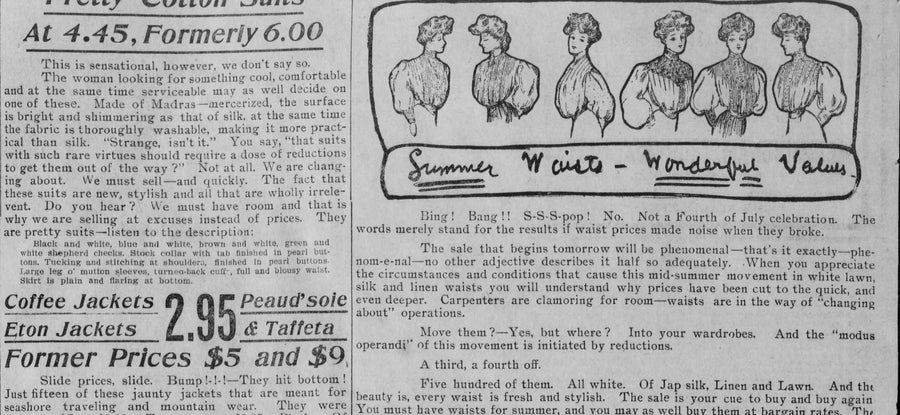 Pretty Cotton Suits
At 4.45, Formerly 6.00
This is sensational, however, we don't say so.
The woman looking for something cool, comfortable
and at the same time serviceable may as well decide on
one of these. Made of Madras—mercerized, the surface
is bright and shimmering as that of silk, at the same time
the fabric is thoroughly washable, making it more pract-
ical than silk. "Strange, isn't it." You say, "that suits
with such rare virtues should require a dose of reductions
to get them out of the way?" Not at all. We are chang-
ing about. We must sell—and quickly. The fact that
these suits are new, stylish and all that are wholly irrele-
vent. Do you hear? We must have room and that is
why we are selling at excuses instead of prices. They
are pretty suits—listen to the description:
Black and white, blue and white, brown and white, green and
white shepherd checks. Stock collar with tab finished in pearl but-
tons. Tucking and stitching at shoulders, finished in pearl buttons.
Large leg o' mutton sleeves, turned-back cuff, full and blousy waist.
Skirt is plain and flaring at bottom.
Coffee Jackets 2.95 Peaud'soie
Eton Jackets & Taffeta
Former Prices $5 and $9
Slide prices, slide. Bump!-!-!—They hit bottom!
Just fifteen of these jaunty jackets that are meant for
seashore traveling and mountain wear. They were
Summer Waists - Wonderful Values
Bing! Bang!! S-S-S-pop! No. Not a Fourth of July celebration. The
words merely stand for the results if waist prices made noise when they broke.
The sale that begins tomorrow will be phenomenal—that's it exactly—phe-
nom-e-nal—no other adjective describes it half so adequately. When you appreciate
the circumstances and conditions that cause this mid-summer movement in white lawn,
silk and linen waists you will understand why prices have been cut to the quick, and
even deeper. Carpenters are clamoring for room—waists are in the way of "changing
about" operations.
Move them?—Yes, but where? Into your wardrobes. And the "modus
operandi" of this movement is initiated by reductions.
A third, a fourth off.
Five hundred of them. All white. Of Jap silk, Linen and Lawn. And the
beauty is, every waist is fresh and stylish. The sale is your cue to buy and buy again
You must have waists for summer, and you may as well buy them at bargain rates. The